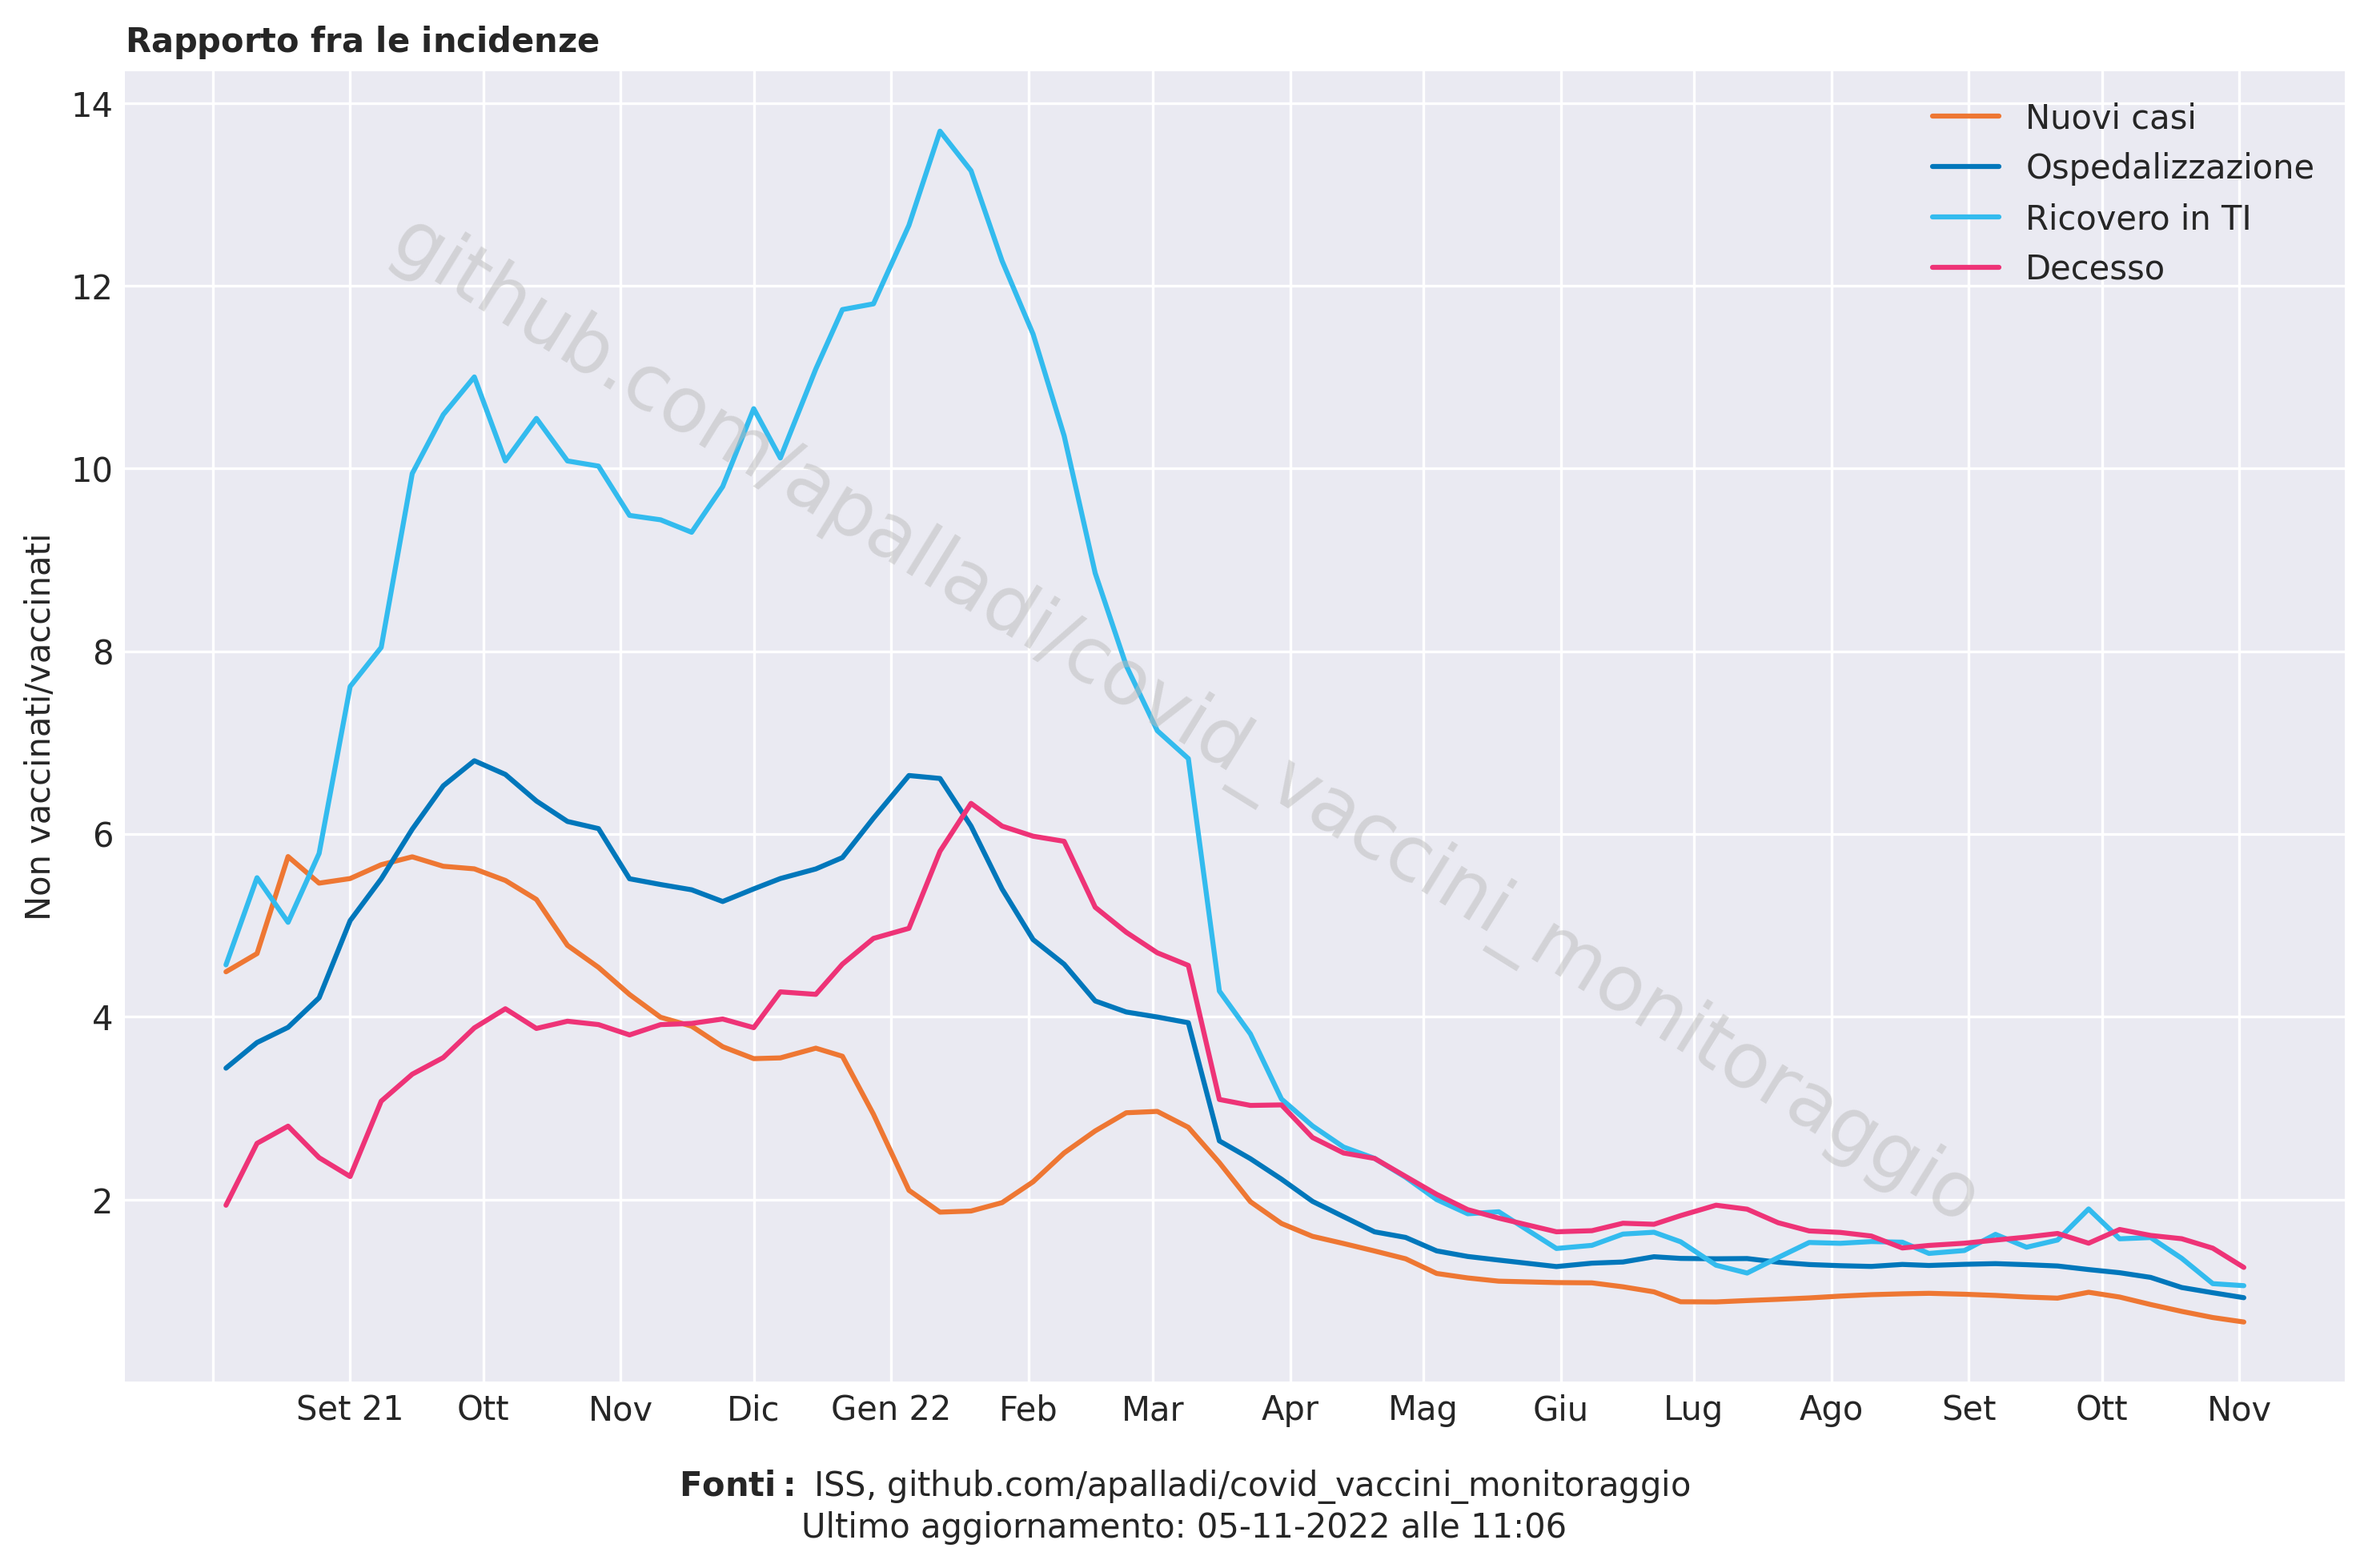 Rapporto fra le incidenze
14
12
10
8
6
4
2
Non vaccinati/vaccinati
Nuovi casi
Ospedalizzazione
Ricovero in TI
Decesso
github.com/apalladi/covid_vaccini_monitoraggio
Set 21 Ott Nov Dic Gen 22 Feb Mar Apr Mag Giu Lug Ago Set Ott Nov
Fonti: ISS, github.com/apalladi/covid_vaccini_monitoraggio
Ultimo aggiornamento: 05-11-2022 alle 11:06